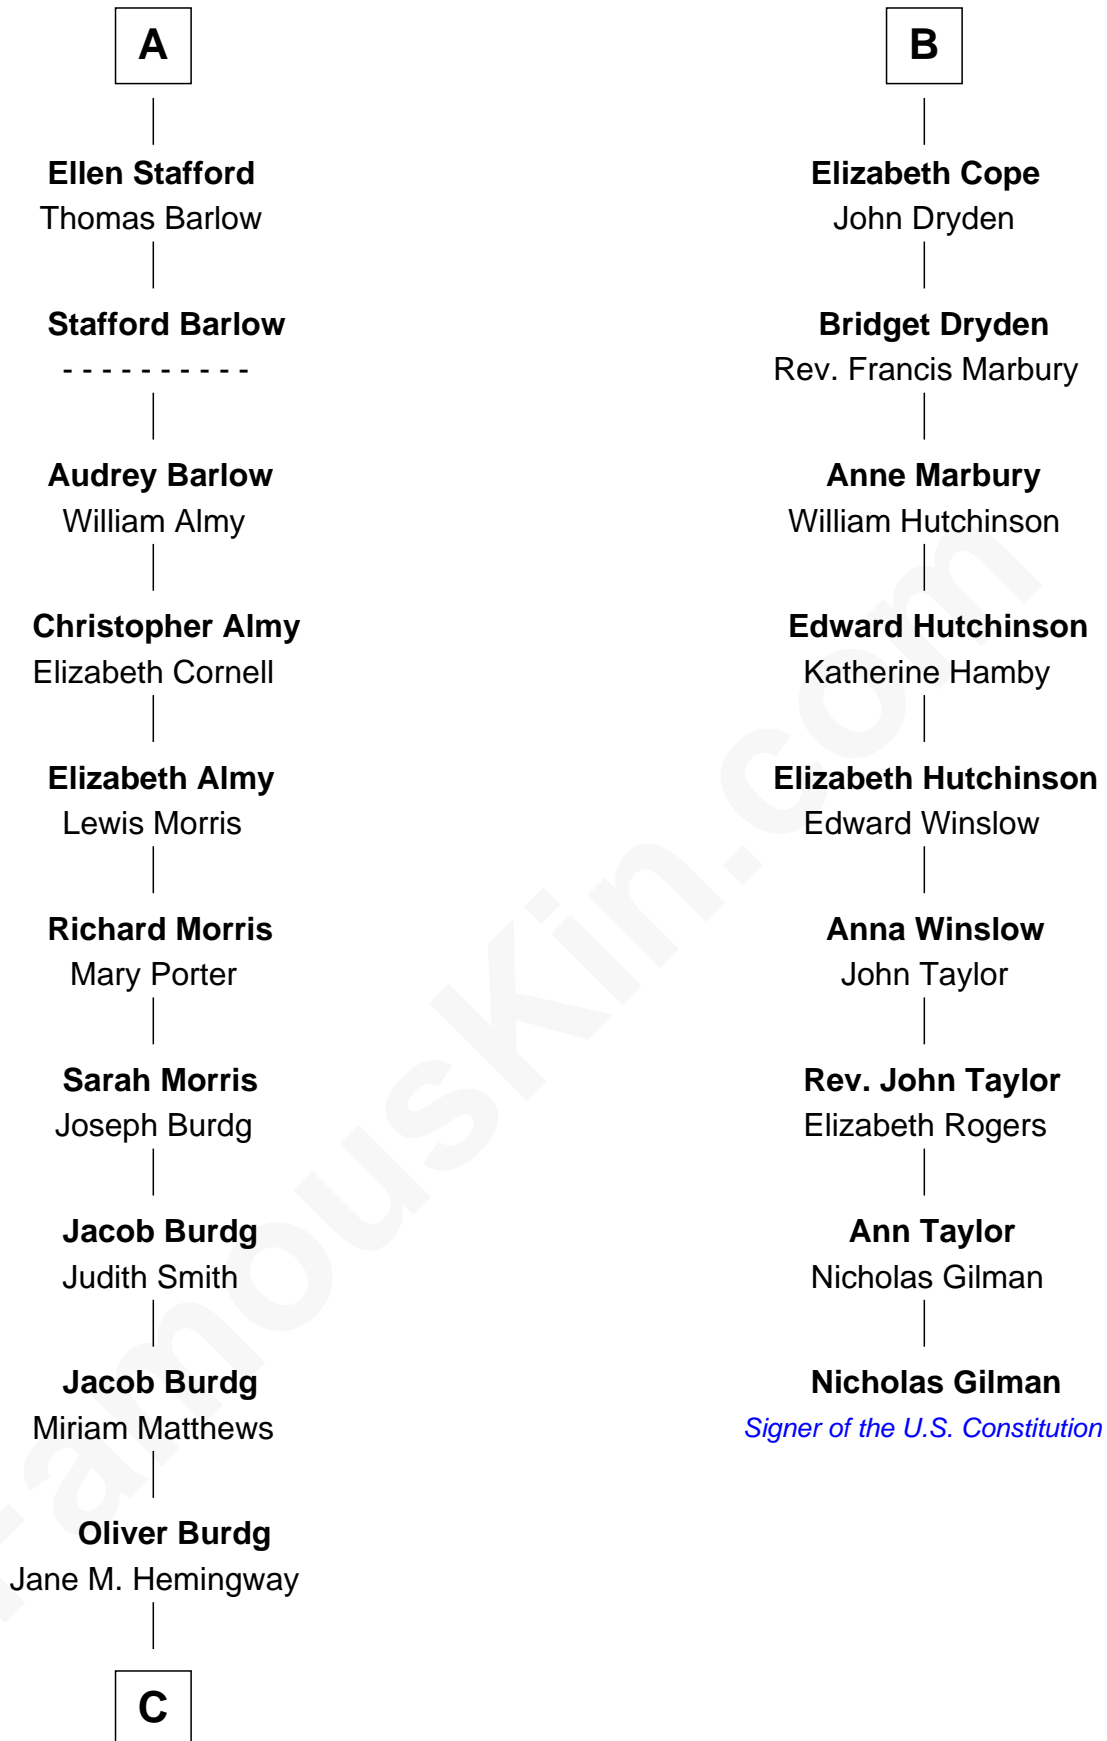 A
Ellen Stafford
Thomas Barlow
Stafford Barlow
- - - - - - - - - -
Audrey Barlow
William Almy
Christopher Almy
Elizabeth Cornell
Elizabeth Almy
Lewis Morris
Richard Morris
Mary Porter
Sarah Morris
Joseph Burdg
Jacob Burdg
Judith Smith
Jacob Burdg
Miriam Matthews
Oliver Burdg
Jane M. Hemingway
C
B
Elizabeth Cope
John Dryden
Bridget Dryden
Rev. Francis Marbury
Anne Marbury
William Hutchinson
Edward Hutchinson
Katherine Hamby
Elizabeth Hutchinson
Edward Winslow
Anna Winslow
John Taylor
Rev. John Taylor
Elizabeth Rogers
Ann Taylor
Nicholas Gilman
Nicholas Gilman
Signer of the U.S. Constitution
FamousKin.com